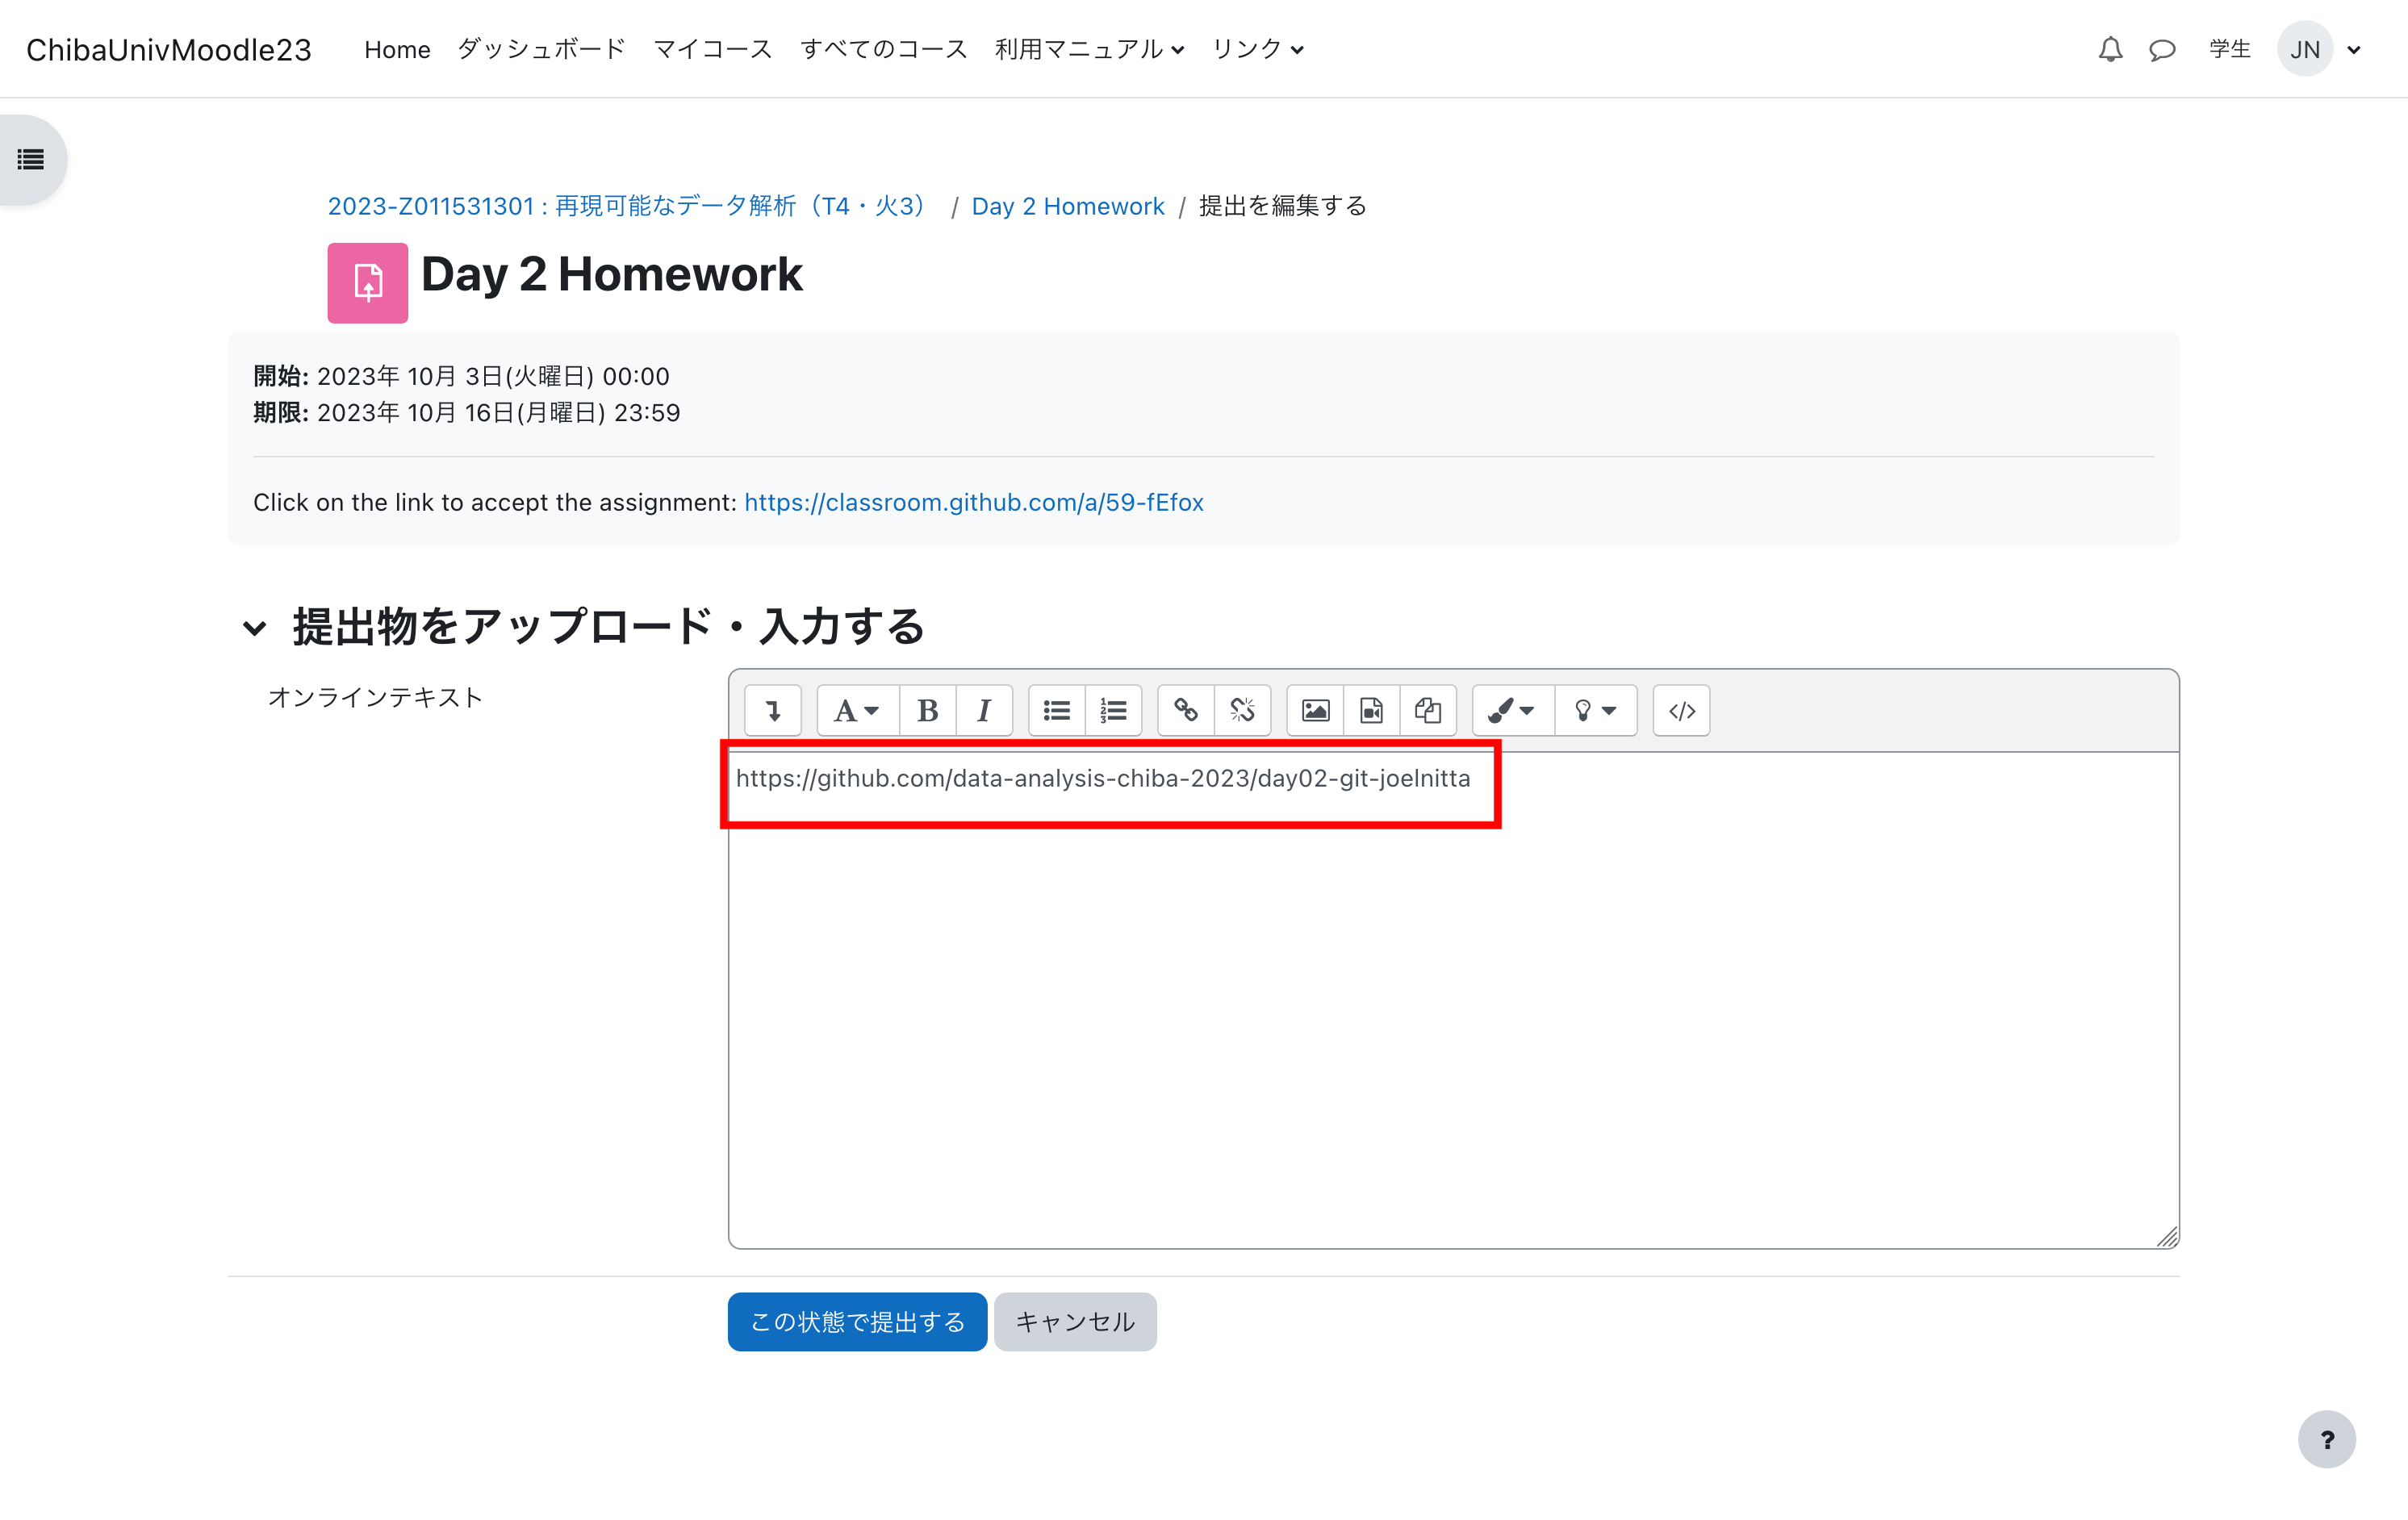 ChibaUnivMoodle23 Home ダッシュボード マイコース すべてのコース 利用マニュアル リンク 学生 JN
2023-Z011531301 : 再現可能なデータ解析（T4・火3） / Day 2 Homework / 提出を編集する
Day 2 Homework
開始: 2023年 10月 3日(火曜日) 00:00
期限: 2023年 10月 16日(月曜日) 23:59
Click on the link to accept the assignment: https://classroom.github.com/a/59-fEfox
提出物をアップロード・入力する
オンラインテキスト
A B I
https://github.com/data-analysis-chiba-2023/day02-git-joelnitta
この状態で提出する キャンセル
?